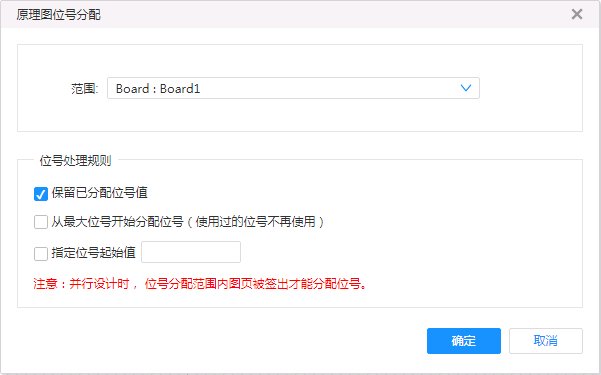 原理图位号分配
范围: Board : Board1
位号处理规则
保留已分配位号值
从最大位号开始分配位号（使用过的位号不再使用）
指定位号起始值
注意：并行设计时， 位号分配范围内图页被签出才能分配位号。
确定 取消